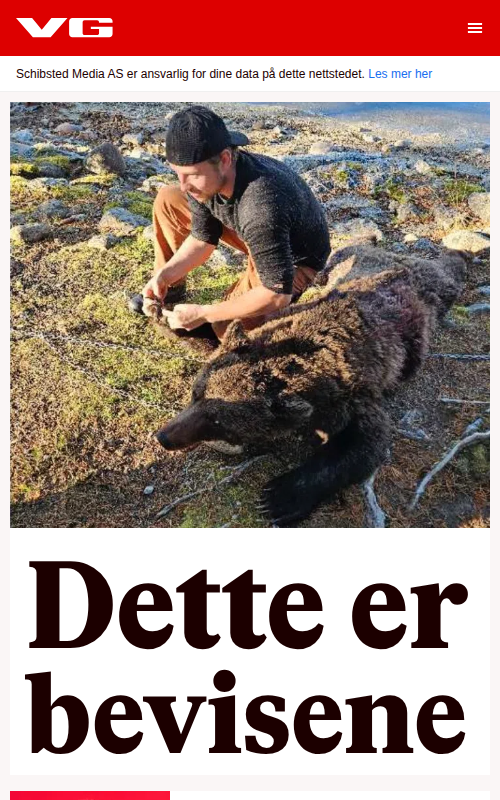 VG
Schibsted Media AS er ansvarlig for dine data på dette nettstedet. Les mer her
Dette er
bevisene